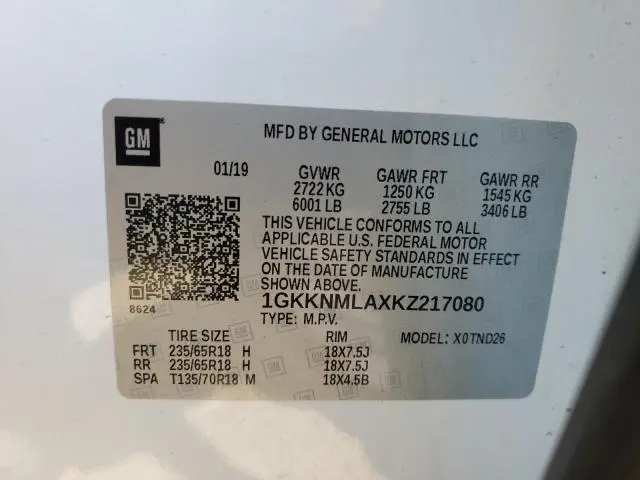 GM ®
MFD BY GENERAL MOTORS LLC
01/19 GVWR GAWR FRT GAWR RR
2722 KG 1250 KG 1545 KG
6001 LB 2755 LB 3406 LB
THIS VEHICLE CONFORMS TO ALL
APPLICABLE U.S. FEDERAL MOTOR
VEHICLE SAFETY STANDARDS IN EFFECT
ON THE DATE OF MANUFACTURE
SHOWN ABOVE.
8624
1GKKNMLAXKZ217080
TYPE: M.P.V.
TIRE SIZE RIM MODEL: X0TND26
FRT 235/65R18 H 18X7.5J
RR 235/65R18 H 18X7.5J
SPA T135/70R18 M 18X4.5B